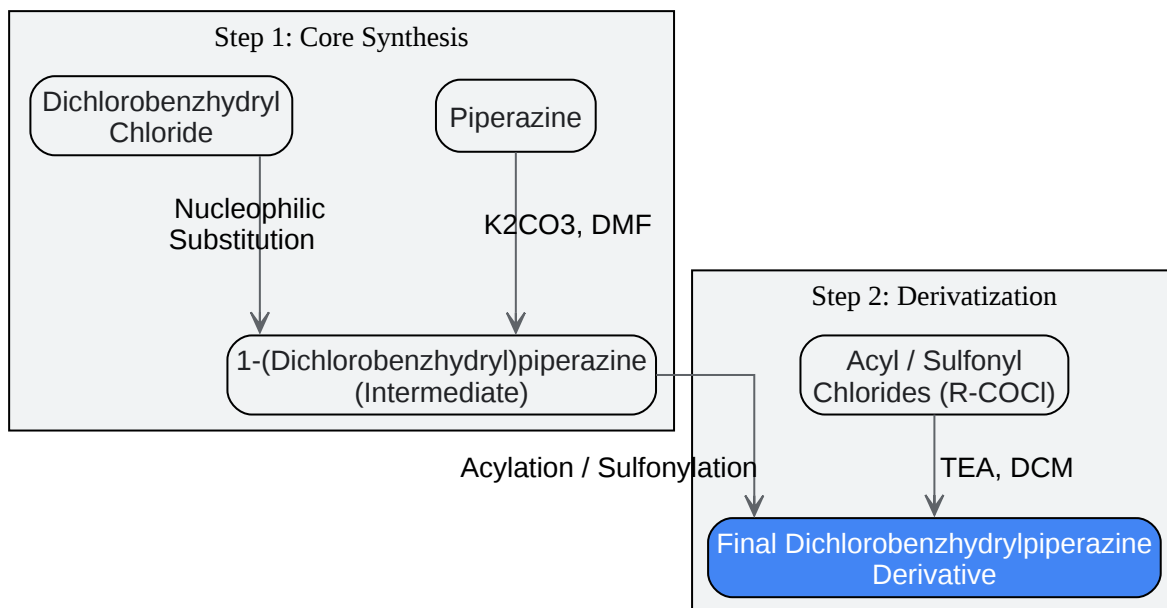 Step 1: Core Synthesis
Dichlorobenzhydryl
Chloride
Piperazine
Nucleophilic
Substitution
K2CO3, DMF
1-(Dichlorobenzhydryl)piperazine
(Intermediate)
Step 2: Derivatization
Acyl / Sulfonyl
Chlorides (R-COCl)
Acylation / Sulfonylation
TEA, DCM
Final Dichlorobenzhydrylpiperazine
Derivative